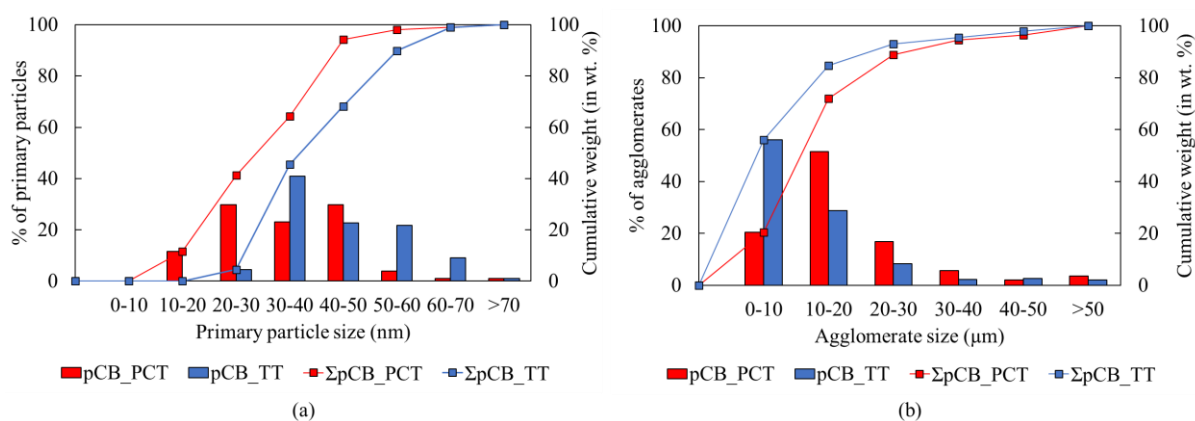 100
80
60
40
20
0
% of primary particles
100
80
60
40
20
0
Cumulative weight (in wt. %)
0-10 10-20 20-30 30-40 40-50 50-60 60-70 >70
Primary particle size (nm)
pCB_PCT pCB_TT ΣpCB_PCT ΣpCB_TT
(a)
100
80
60
40
20
0
% of agglomerates
100
80
60
40
20
0
Cumulative weight (in wt. %)
0-10 10-20 20-30 30-40 40-50 >50
Agglomerate size (µm)
pCB_PCT pCB_TT ΣpCB_PCT ΣpCB_TT
(b)